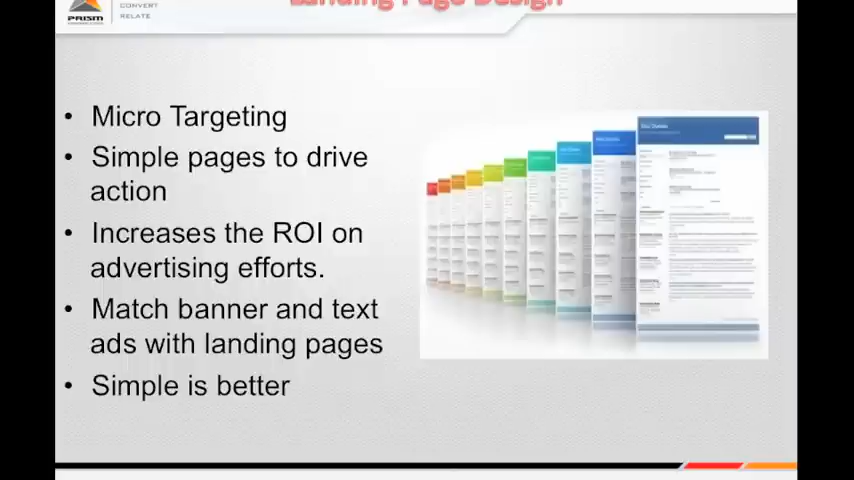 CONVERT
RELATE
PRISM
Landing Page Design
• Micro Targeting
• Simple pages to drive
action
• Increases the ROI on
advertising efforts.
• Match banner and text
ads with landing pages
• Simple is better